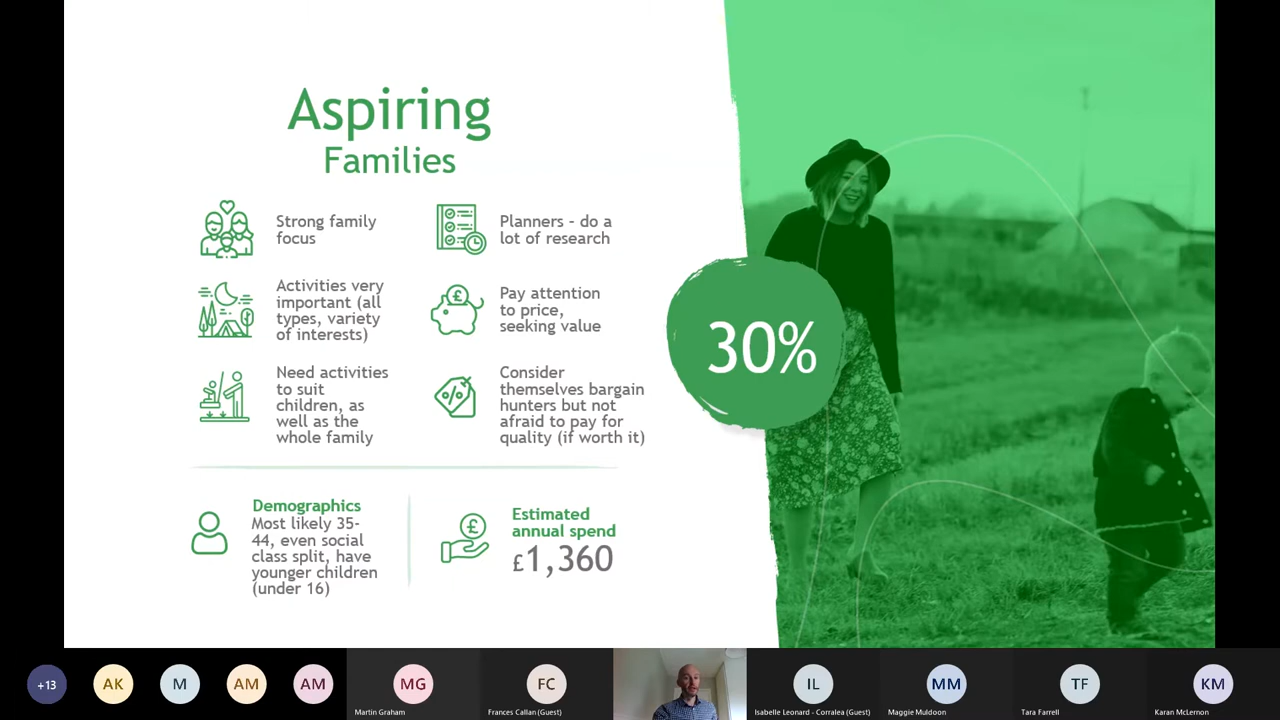 Aspiring
Families
Strong family
focus
Planners - do a
lot of research
Activities very
important (all
types, variety
of interests)
£
Pay attention
to price,
seeking value
Need activities
to suit
children, as
well as the
whole family
%
Consider
themselves bargain
hunters but not
afraid to pay for
quality (if worth it)
30%
Demographics
Most likely 35-
44, even social
class split, have
younger children
(under 16)
£
Estimated
annual spend
£1,360
+13
AK
M
AM
AM
MG
Martin Graham
FC
Frances Callan (Guest)
IL
Isabelle Leonard - Corralea (Guest)
MM
Maggie Muldoon
TF
Tara Farrell
KM
Karan McLernon